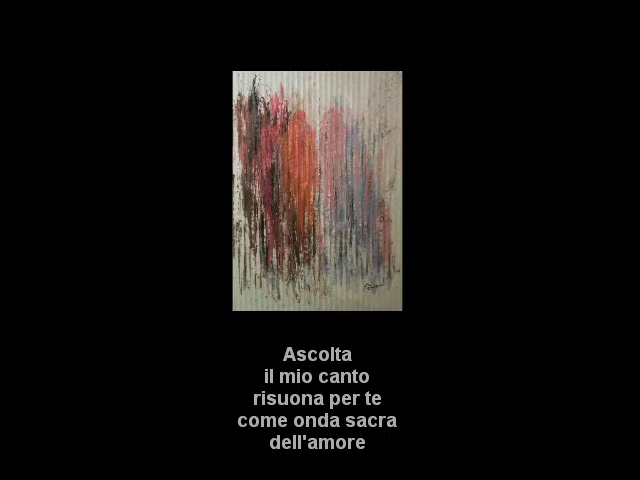 Ascolta
il mio canto
risuona per te
come onda sacra
dell'amore